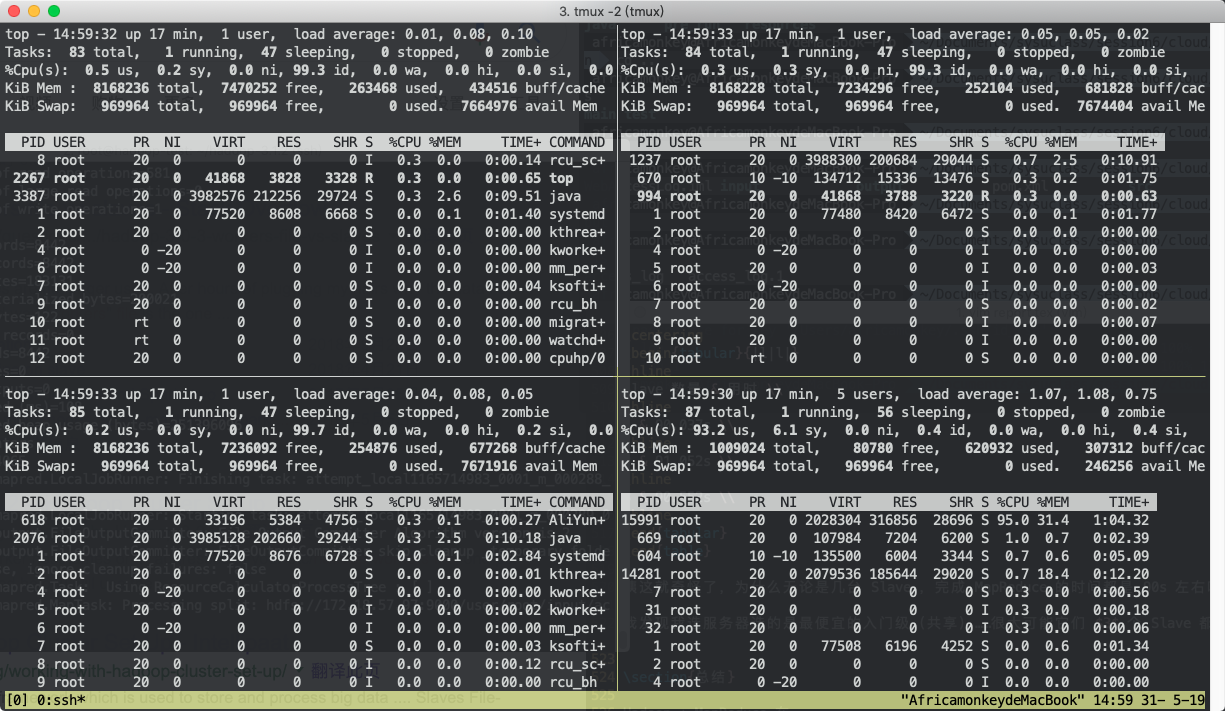 3. tmux -2 (tmux)
top - 14:59:32 up 17 min,  1 user,  load average: 0.01, 0.08, 0.10
Tasks:  83 total,   1 running,  47 sleeping,   0 stopped,   0 zombie
%Cpu(s):  0.5 us,  0.2 sy,  0.0 ni, 99.3 id,  0.0 wa,  0.0 hi,  0.0 si,  0.0
KiB Mem :  8168236 total,  7470252 free,   263468 used,   434516 buff/cache
KiB Swap:   969964 total,   969964 free,        0 used.  7664976 avail Mem
PID USER      PR  NI    VIRT    RES    SHR S  %CPU %MEM     TIME+ COMMAND
8 root      20   0       0      0      0 I   0.3  0.0   0:00.14 rcu_sc+
2267 root      20   0   41868   3828   3328 R   0.3  0.0   0:00.65 top
3387 root      20   0 3982576 212256  29724 S   0.3  2.6   0:09.51 java
1 root      20   0   77520   8608   6668 S   0.0  0.1   0:01.40 systemd
2 root      20   0       0      0      0 S   0.0  0.0   0:00.00 kthrea+
4 root       0 -20       0      0      0 I   0.0  0.0   0:00.00 kworke+
6 root       0 -20       0      0      0 I   0.0  0.0   0:00.00 mm_per+
7 root      20   0       0      0      0 S   0.0  0.0   0:00.04 ksofti+
9 root      20   0       0      0      0 I   0.0  0.0   0:00.00 rcu_bh
10 root      rt   0       0      0      0 S   0.0  0.0   0:00.00 migrat+
11 root      rt   0       0      0      0 S   0.0  0.0   0:00.00 watchd+
12 root      20   0       0      0      0 S   0.0  0.0   0:00.00 cpuhp/0
top - 14:59:33 up 17 min,  1 user,  load average: 0.05, 0.05, 0.02
Tasks:  84 total,   1 running,  47 sleeping,   0 stopped,   0 zombie
%Cpu(s):  0.3 us,  0.3 sy,  0.0 ni, 99.3 id,  0.0 wa,  0.0 hi,  0.0 si,
KiB Mem :  8168228 total,  7234296 free,   252104 used,   681828 buff/cac
KiB Swap:   969964 total,   969964 free,        0 used.  7674404 avail Me
PID USER      PR  NI    VIRT    RES    SHR S  %CPU %MEM     TIME+
1237 root      20   0 3988300 200684  29044 S   0.7  2.5   0:10.91
670 root      10 -10  134712  15336  13476 S   0.3  0.2   0:01.75
994 root      20   0   41868   3788   3220 R   0.3  0.0   0:00.63
1 root      20   0   77480   8420   6472 S   0.0  0.1   0:01.77
2 root      20   0       0      0      0 S   0.0  0.0   0:00.00
4 root       0 -20       0      0      0 I   0.0  0.0   0:00.00
5 root      20   0       0      0      0 I   0.0  0.0   0:00.03
6 root       0 -20       0      0      0 I   0.0  0.0   0:00.00
7 root      20   0       0      0      0 S   0.0  0.0   0:00.02
8 root      20   0       0      0      0 I   0.0  0.0   0:00.07
9 root      20   0       0      0      0 I   0.0  0.0   0:00.00
10 root      rt   0       0      0      0 S   0.0  0.0   0:00.00
top - 14:59:33 up 17 min,  1 user,  load average: 0.04, 0.08, 0.05
Tasks:  85 total,   1 running,  47 sleeping,   0 stopped,   0 zombie
%Cpu(s):  0.2 us,  0.0 sy,  0.0 ni, 99.7 id,  0.0 wa,  0.0 hi,  0.2 si,  0.0
KiB Mem :  8168236 total,  7236092 free,   254876 used,   677268 buff/cache
KiB Swap:   969964 total,   969964 free,        0 used.  7671916 avail Mem
PID USER      PR  NI    VIRT    RES    SHR S  %CPU %MEM     TIME+ COMMAND
618 root      20   0   33196   5384   4756 S   0.3  0.1   0:00.27 AliYun+
2076 root      20   0 3985128 202660  29244 S   0.3  2.5   0:10.18 java
1 root      20   0   77520   8676   6728 S   0.0  0.1   0:02.82 systemd
2 root      20   0       0      0      0 S   0.0  0.0   0:00.01 kthrea+
4 root       0 -20       0      0      0 I   0.0  0.0   0:00.00 kworke+
5 root      20   0       0      0      0 I   0.0  0.0   0:00.02 kworke+
6 root       0 -20       0      0      0 I   0.0  0.0   0:00.00 mm_per+
7 root      20   0       0      0      0 S   0.0  0.0   0:00.03 ksofti+
8 root      20   0       0      0      0 I   0.0  0.0   0:00.12 rcu_sc+
9 root      20   0       0      0      0 I   0.0  0.0   0:00.00 rcu_bh
top - 14:59:30 up 17 min,  5 users,  load average: 1.07, 1.08, 0.75
Tasks:  87 total,   1 running,  56 sleeping,   0 stopped,   0 zombie
%Cpu(s): 93.2 us,  6.1 sy,  0.0 ni,  0.4 id,  0.0 wa,  0.0 hi,  0.4 si,
KiB Mem :  1009024 total,    80780 free,   620932 used,   307312 buff/cac
KiB Swap:   969964 total,   969964 free,        0 used.   246256 avail Me
PID USER      PR  NI    VIRT    RES    SHR S %CPU %MEM     TIME+
15991 root      20   0 2028304 316856  28696 S 95.0 31.4   1:04.32
669 root      20   0  107984   7204   6200 S  1.0  0.7   0:02.39
604 root      10 -10  135500   6004   3344 S  0.7  0.6   0:05.09
14281 root      20   0 2079536 185644  29020 S  0.7 18.4   0:12.20
7 root      20   0       0      0      0 S  0.3  0.0   0:00.56
31 root      20   0       0      0      0 I  0.3  0.0   0:00.18
32 root      20   0       0      0      0 I  0.3  0.0   0:00.06
1 root      20   0   77508   6196   4252 S  0.0  0.6   0:01.34
2 root      20   0       0      0      0 S  0.0  0.0   0:00.00
4 root       0 -20       0      0      0 I  0.0  0.0   0:00.00
[0] 0:ssh*
"AfricamonkeydeMacBook" 14:59 31- 5-19